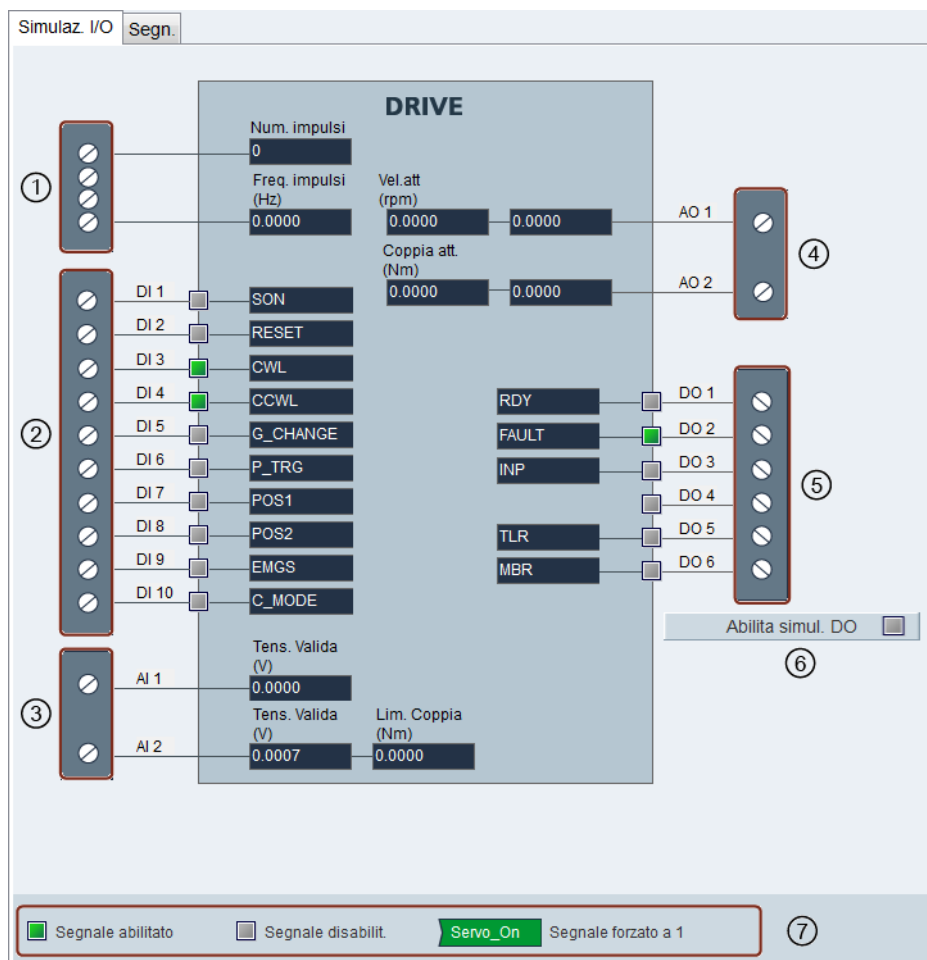 Simulaz. I/O
Segn.
DRIVE
Num. impulsi
0
Freq. impulsi
(Hz)
0.0000
Vel.att
(rpm)
0.0000
0.0000
AO 1
Coppia att.
(Nm)
0.0000
0.0000
AO 2
1
4
DI 1
SON
DI 2
RESET
DI 3
CWL
DI 4
CCWL
DI 5
G_CHANGE
DI 6
P_TRG
DI 7
POS1
DI 8
POS2
DI 9
EMGS
DI 10
C_MODE
2
RDY
DO 1
FAULT
DO 2
INP
DO 3
DO 4
TLR
DO 5
MBR
DO 6
5
Abilita simul. DO
6
Tens. Valida
(V)
AI 1
0.0000
3
Tens. Valida
(V)
AI 2
0.0007
Lim. Coppia
(Nm)
0.0000
Segnale abilitato
Segnale disabilit.
Servo_On
Segnale forzato a 1
7